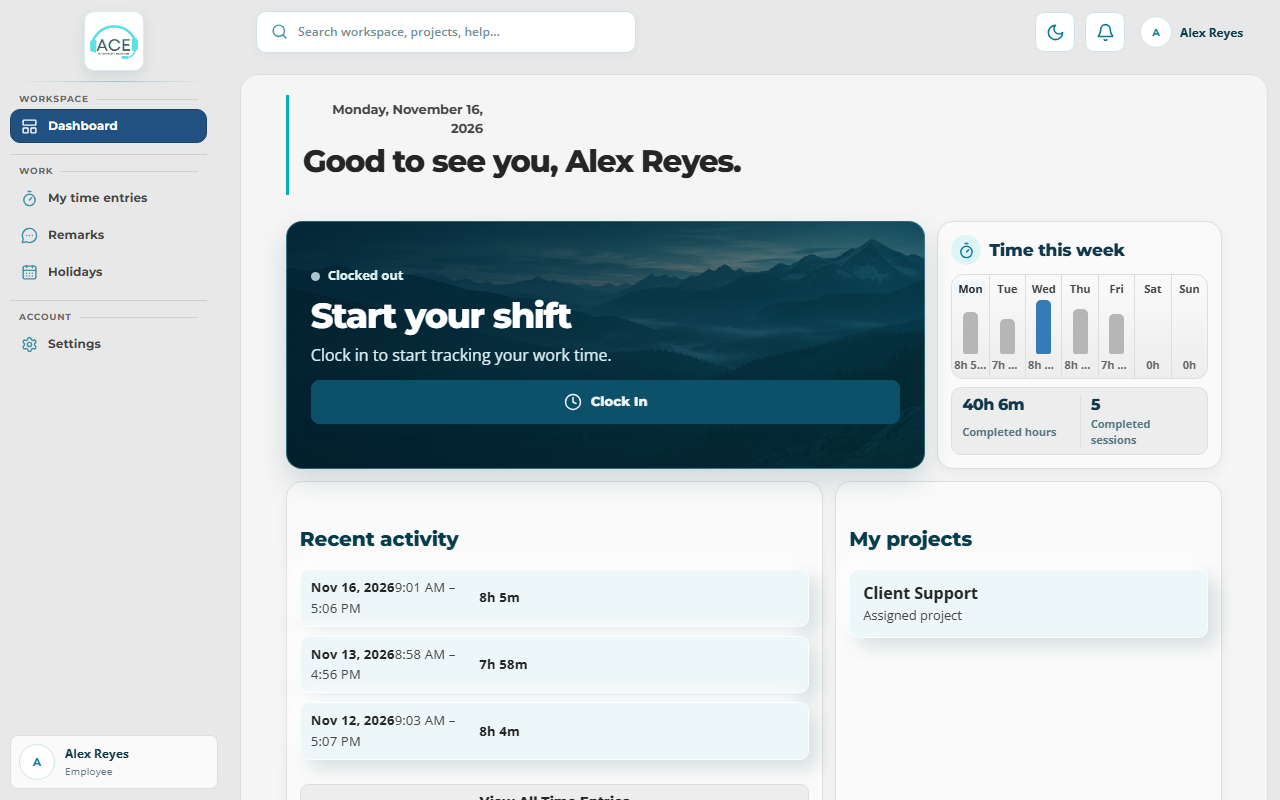 ACE
Search workspace, projects, help...
A
Alex Reyes
WORKSPACE
Dashboard
WORK
My time entries
Remarks
Holidays
ACCOUNT
Settings
Monday, November 16,
2026
Good to see you, Alex Reyes.
Clocked out
Start your shift
Clock in to start tracking your work time.
Clock In
Time this week
Mon Tue Wed Thu Fri Sat Sun
8h 5... 7h ... 8h ... 8h ... 7h ... 0h 0h
40h 6m
Completed hours
5
Completed
sessions
Recent activity
Nov 16, 20269:01 AM –
5:06 PM
8h 5m
Nov 13, 20268:58 AM –
4:56 PM
7h 58m
Nov 12, 20269:03 AM –
5:07 PM
8h 4m
View All Time Entries
My projects
Client Support
Assigned project
A
Alex Reyes
Employee